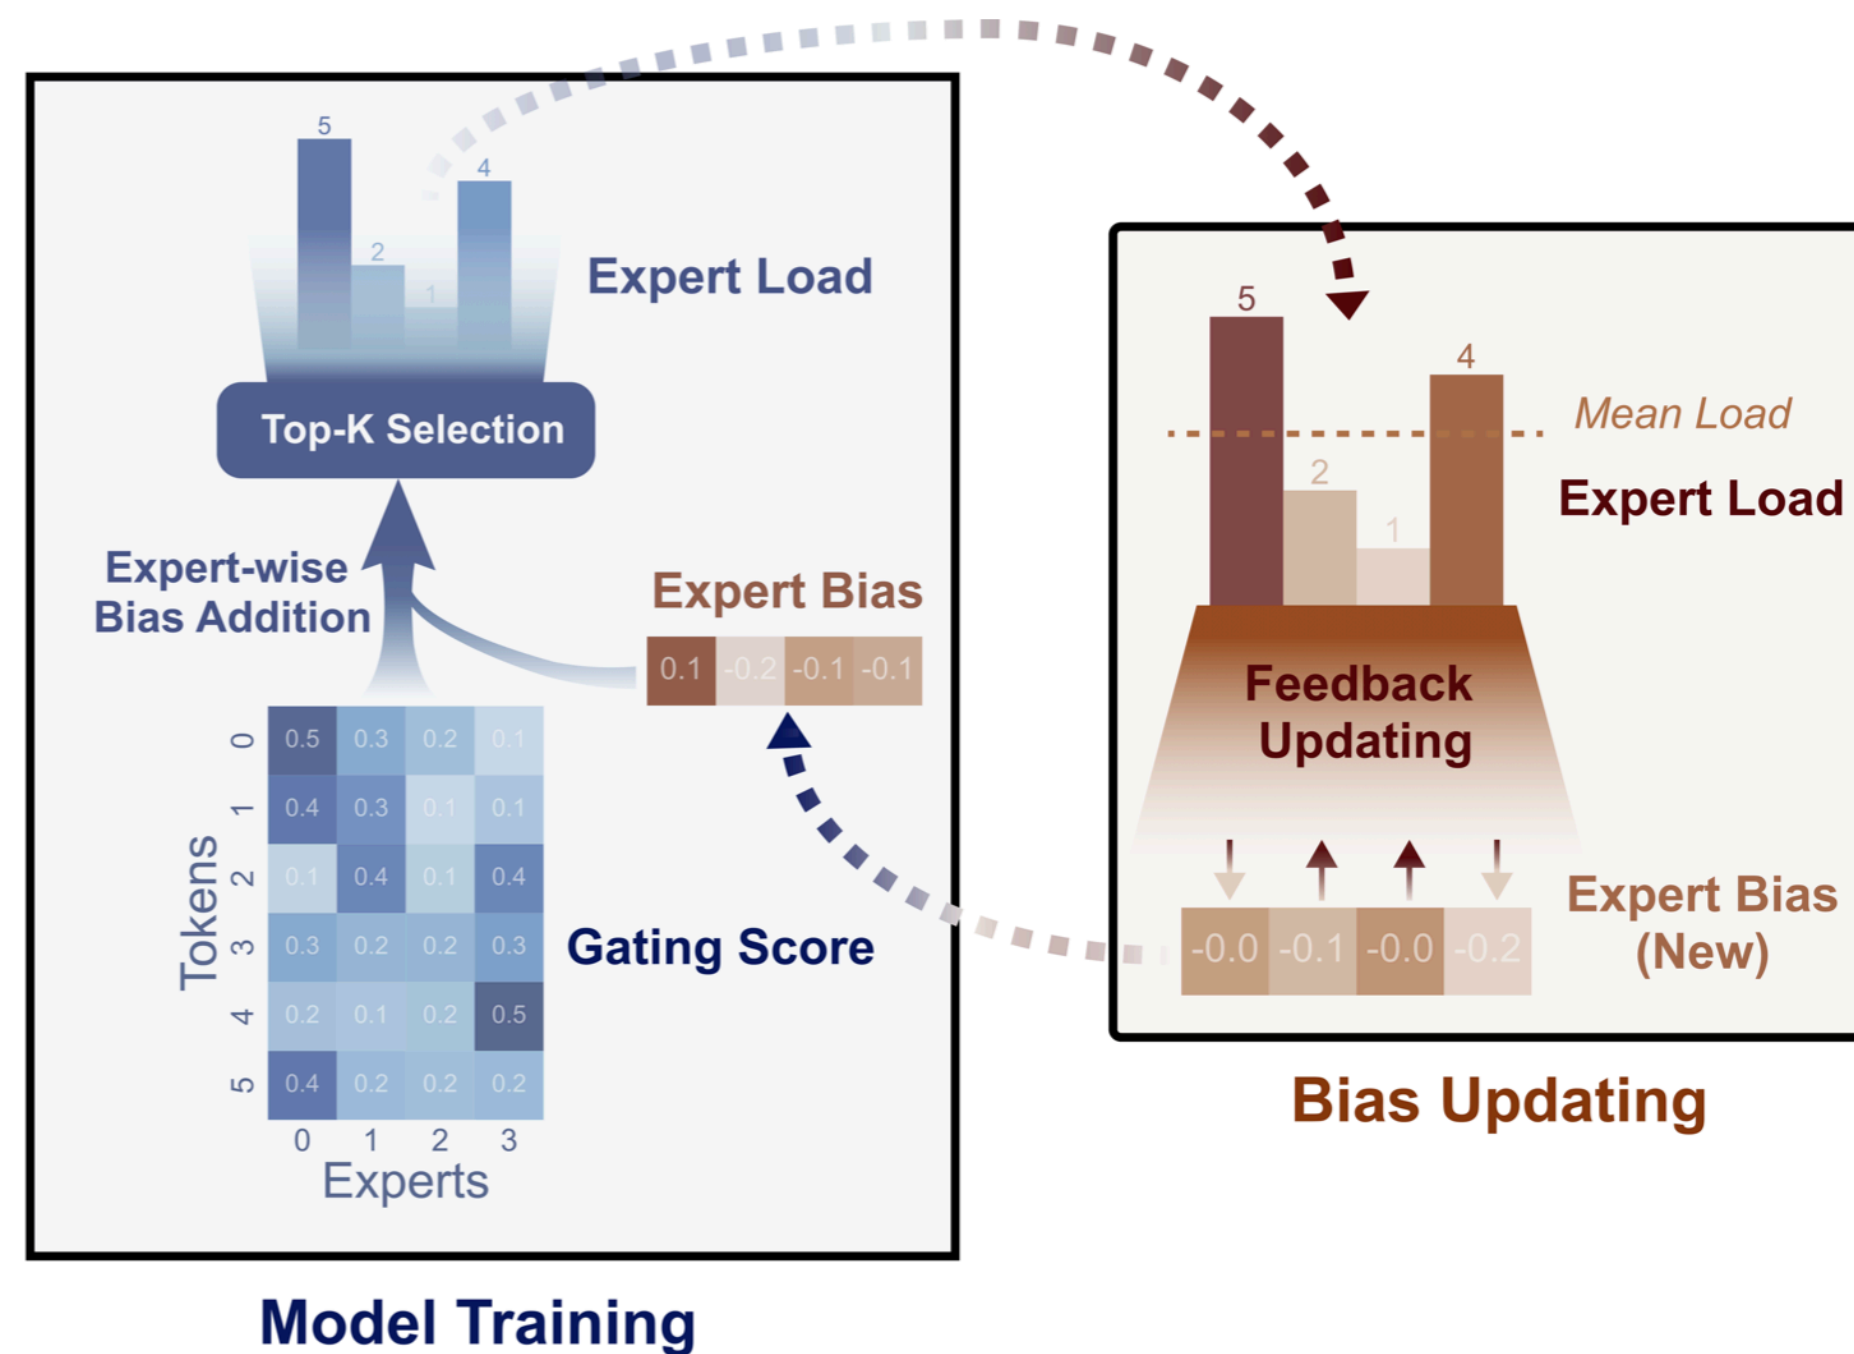 5
4
2
1
Expert Load
Top-K Selection
Expert-wise
Bias Addition
Expert Bias
0.1 -0.2 -0.1 -0.1
Tokens
0 0.5 0.3 0.2 0.1
1 0.4 0.3 0.1 0.1
2 0.1 0.4 0.1 0.4
3 0.3 0.2 0.2 0.3
4 0.2 0.1 0.2 0.5
5 0.4 0.2 0.2 0.2
0 1 2 3
Experts
Gating Score
Model Training
5
4
2
1
Mean Load
Expert Load
Feedback
Updating
-0.0 -0.1 -0.0 -0.2
Expert Bias
(New)
Bias Updating